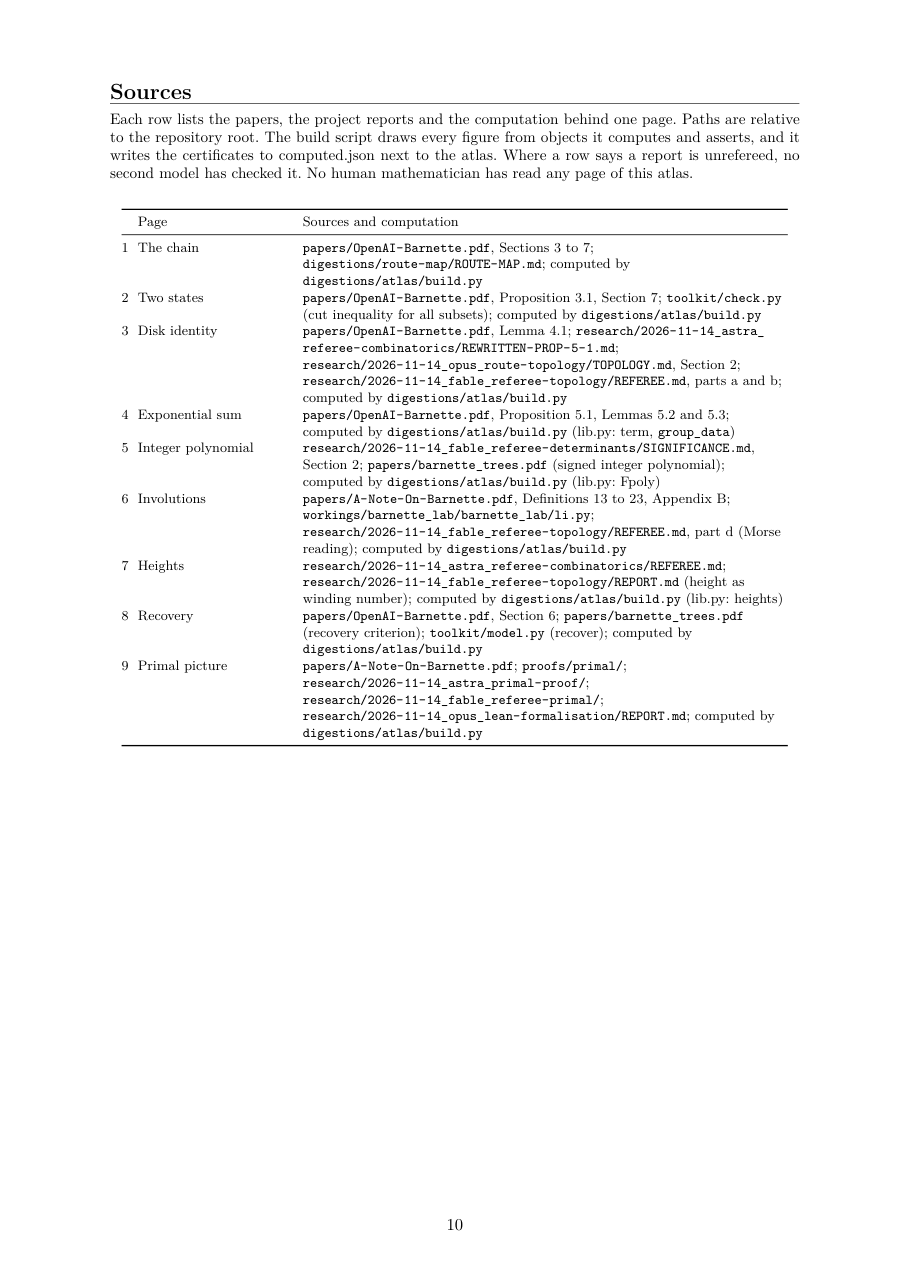 Sources
Each row lists the papers, the project reports and the computation behind one page. Paths are relative
to the repository root. The build script draws every figure from objects it computes and asserts, and it
writes the certificates to computed.json next to the atlas. Where a row says a report is unrefereed, no
second model has checked it. No human mathematician has read any page of this atlas.
Page Sources and computation
1 The chain papers/OpenAI-Barnette.pdf, Sections 3 to 7;
digestions/route-map/ROUTE-MAP.md; computed by
digestions/atlas/build.py
2 Two states papers/OpenAI-Barnette.pdf, Proposition 3.1, Section 7; toolkit/check.py
(cut inequality for all subsets); computed by digestions/atlas/build.py
3 Disk identity papers/OpenAI-Barnette.pdf, Lemma 4.1; research/2026-11-14_astra_
referee-combinatorics/REWRITTEN-PROP-5-1.md;
research/2026-11-14_opus_route-topology/TOPOLOGY.md, Section 2;
research/2026-11-14_fable_referee-topology/REFEREE.md, parts a and b;
computed by digestions/atlas/build.py
4 Exponential sum papers/OpenAI-Barnette.pdf, Proposition 5.1, Lemmas 5.2 and 5.3;
computed by digestions/atlas/build.py (lib.py: term, group_data)
5 Integer polynomial research/2026-11-14_fable_referee-determinants/SIGNIFICANCE.md,
Section 2; papers/barnette_trees.pdf (signed integer polynomial);
computed by digestions/atlas/build.py (lib.py: Fpoly)
6 Involutions papers/A-Note-On-Barnette.pdf, Definitions 13 to 23, Appendix B;
workings/barnette_lab/barnette_lab/li.py;
research/2026-11-14_fable_referee-topology/REFEREE.md, part d (Morse
reading); computed by digestions/atlas/build.py
7 Heights research/2026-11-14_astra_referee-combinatorics/REFEREE.md;
research/2026-11-14_fable_referee-topology/REPORT.md (height as
winding number); computed by digestions/atlas/build.py (lib.py: heights)
8 Recovery papers/OpenAI-Barnette.pdf, Section 6; papers/barnette_trees.pdf
(recovery criterion); toolkit/model.py (recover); computed by
digestions/atlas/build.py
9 Primal picture papers/A-Note-On-Barnette.pdf; proofs/primal/;
research/2026-11-14_astra_primal-proof/;
research/2026-11-14_fable_referee-primal/;
research/2026-11-14_opus_lean-formalisation/REPORT.md; computed by
digestions/atlas/build.py
10